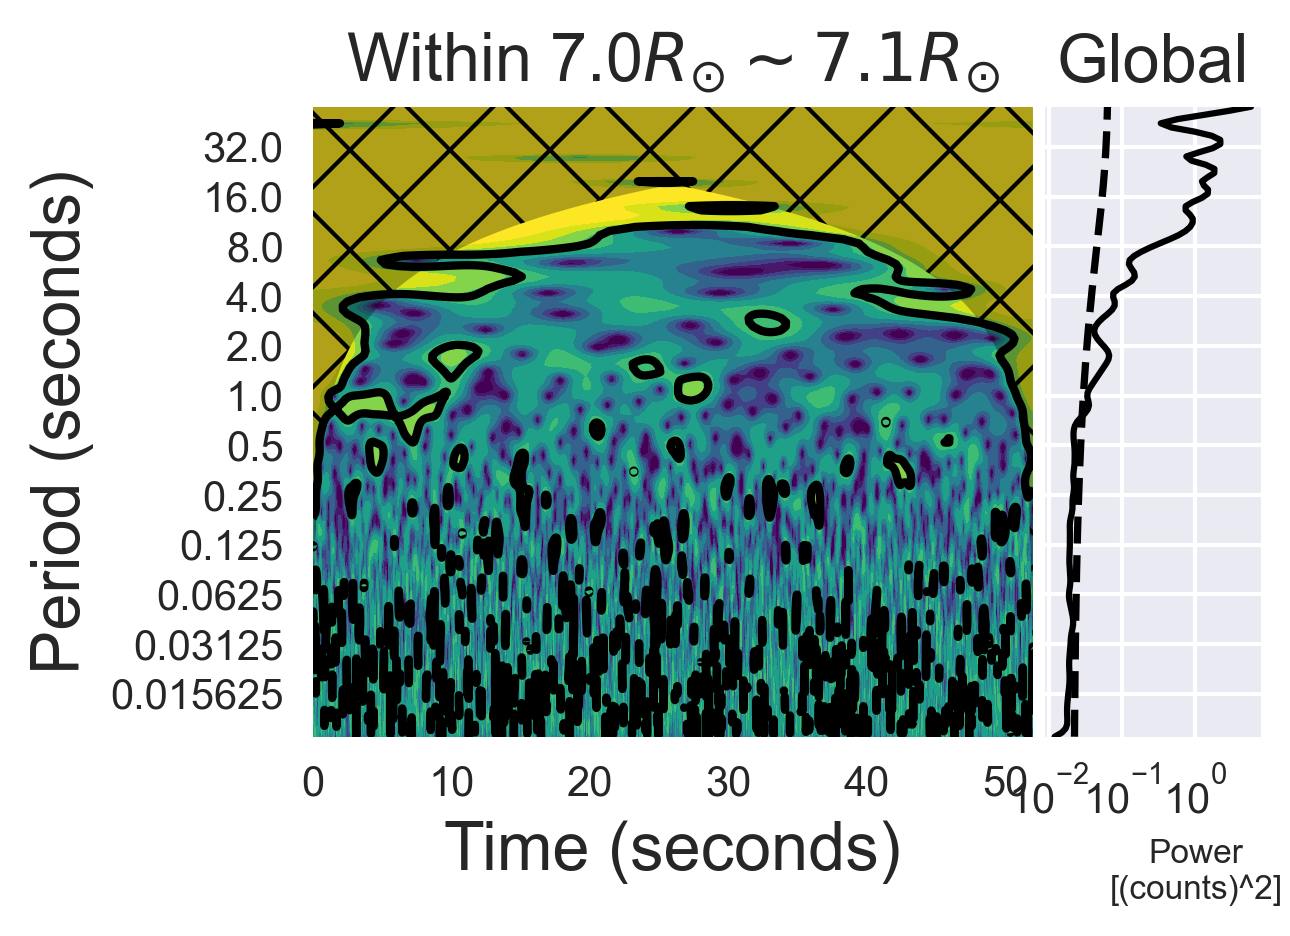 Within 7.0R☉ ~ 7.1R☉
Global
Period (seconds)
32.0
16.0
8.0
4.0
2.0
1.0
0.5
0.25
0.125
0.0625
0.03125
0.015625
0 10 20 30 40 50
10⁻² 10⁻¹ 10⁰
Time (seconds)
Power
[(counts)^2]